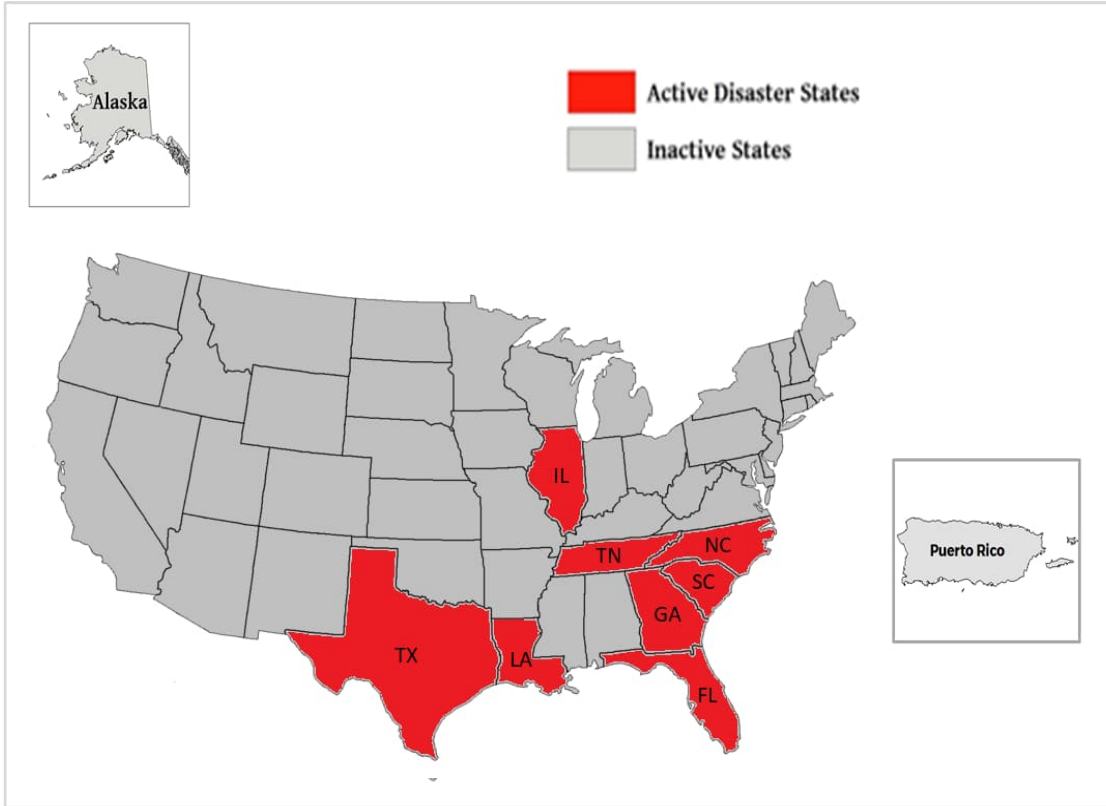 Alaska
Active Disaster States
Inactive States
IL
TN
NC
SC
GA
TX
LA
FL
Puerto Rico